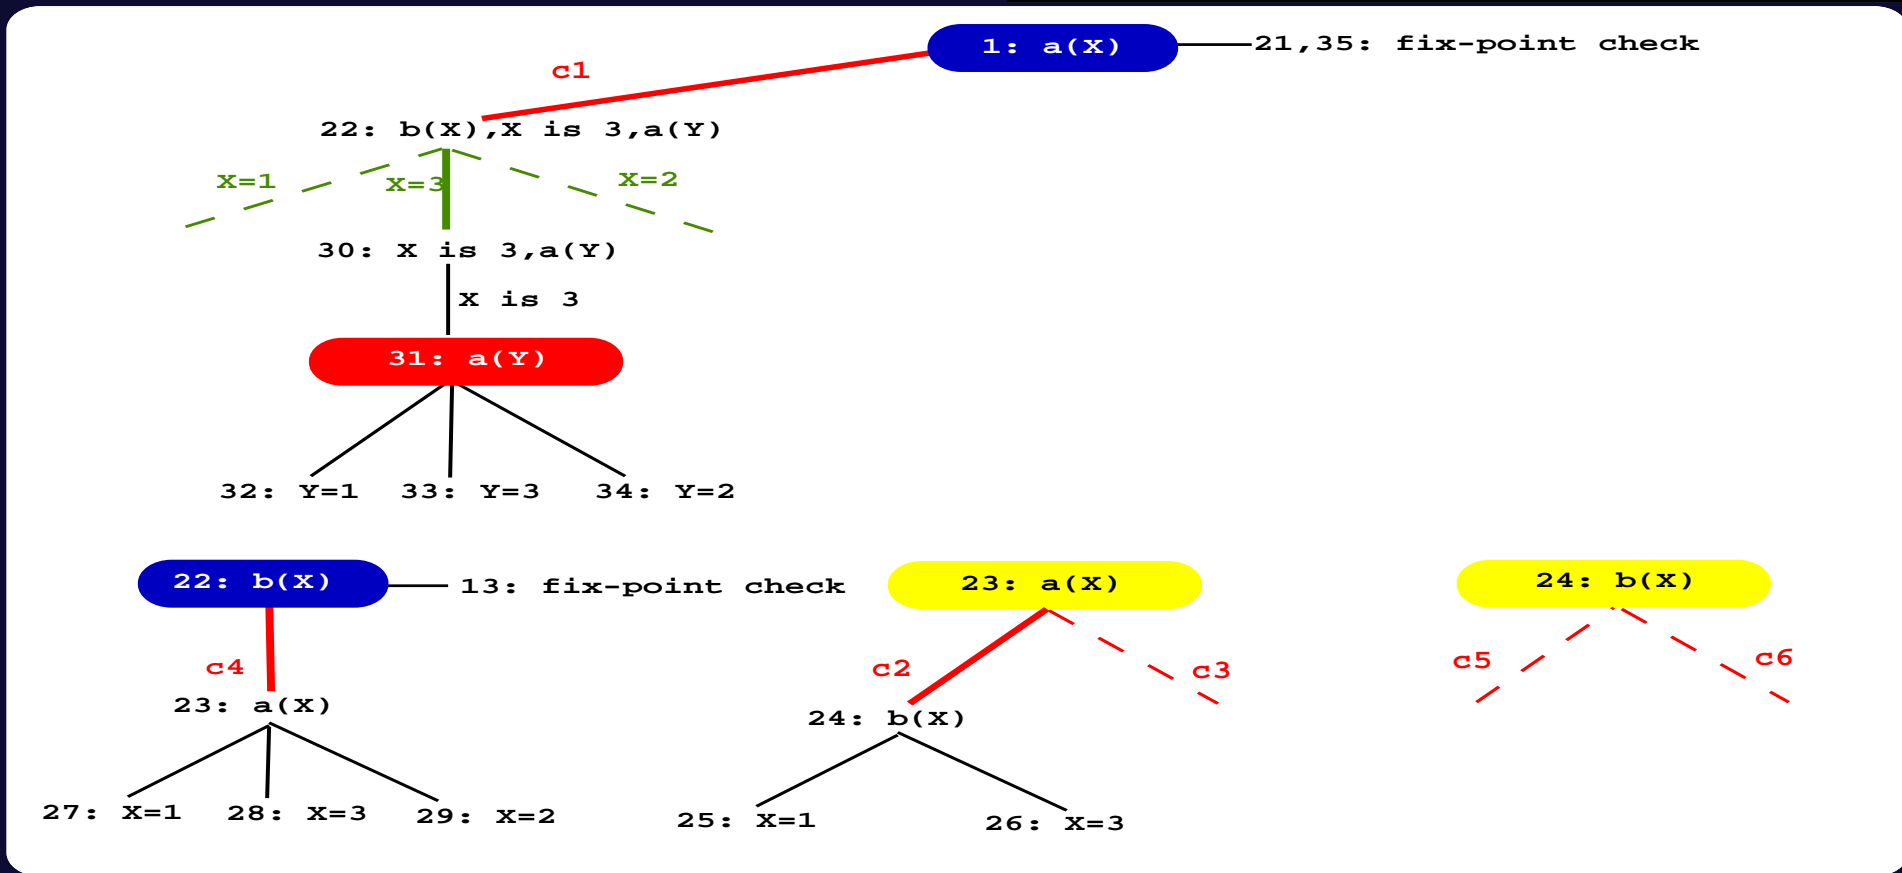 1: a(X)
21,35: fix-point check
c1
22: b(X),X is 3,a(Y)
X=1
X=3
X=2
30: X is 3,a(Y)
X is 3
31: a(Y)
32: Y=1
33: Y=3
34: Y=2
22: b(X)
13: fix-point check
23: a(X)
24: b(X)
c4
c2
c3
c5
c6
23: a(X)
24: b(X)
27: X=1
28: X=3
29: X=2
25: X=1
26: X=3